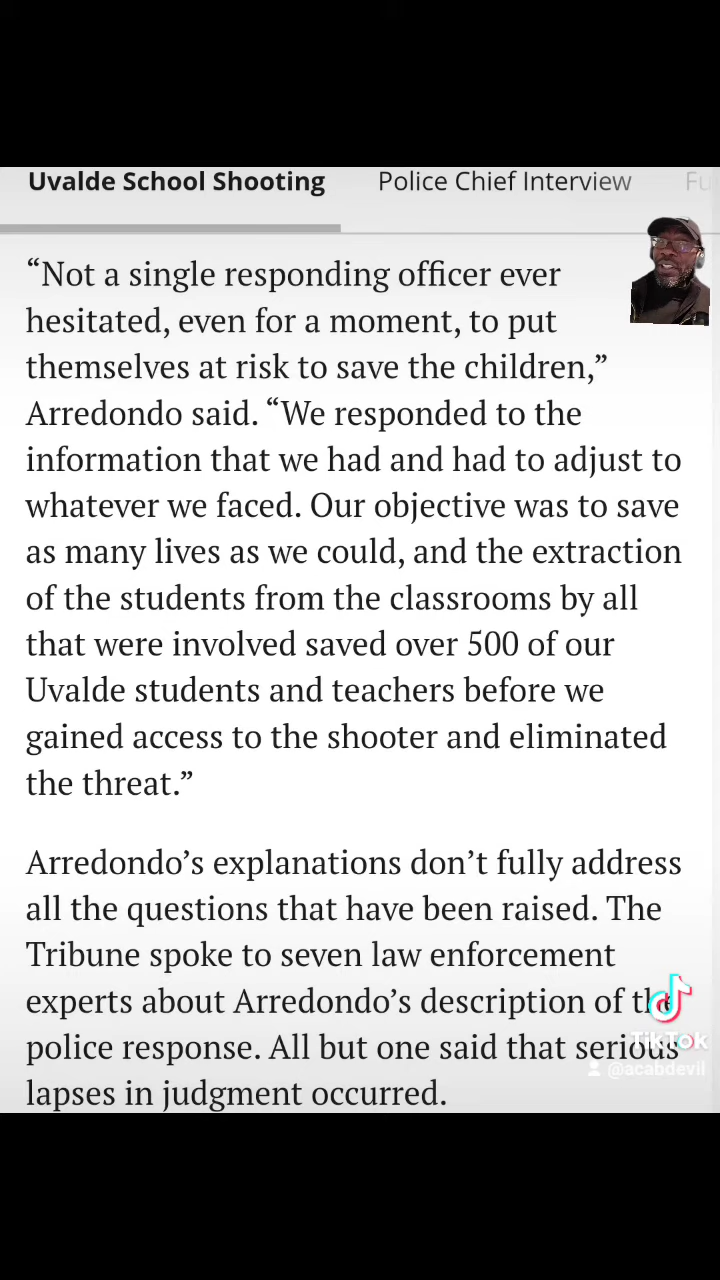 Uvalde School Shooting Police Chief Interview Fu
“Not a single responding officer ever
hesitated, even for a moment, to put
themselves at risk to save the children,”
Arredondo said. “We responded to the
information that we had and had to adjust to
whatever we faced. Our objective was to save
as many lives as we could, and the extraction
of the students from the classrooms by all
that were involved saved over 500 of our
Uvalde students and teachers before we
gained access to the shooter and eliminated
the threat.”
Arredondo’s explanations don’t fully address
all the questions that have been raised. The
Tribune spoke to seven law enforcement
experts about Arredondo’s description of the
police response. All but one said that serious
lapses in judgment occurred.
TikTok
@acabdevil